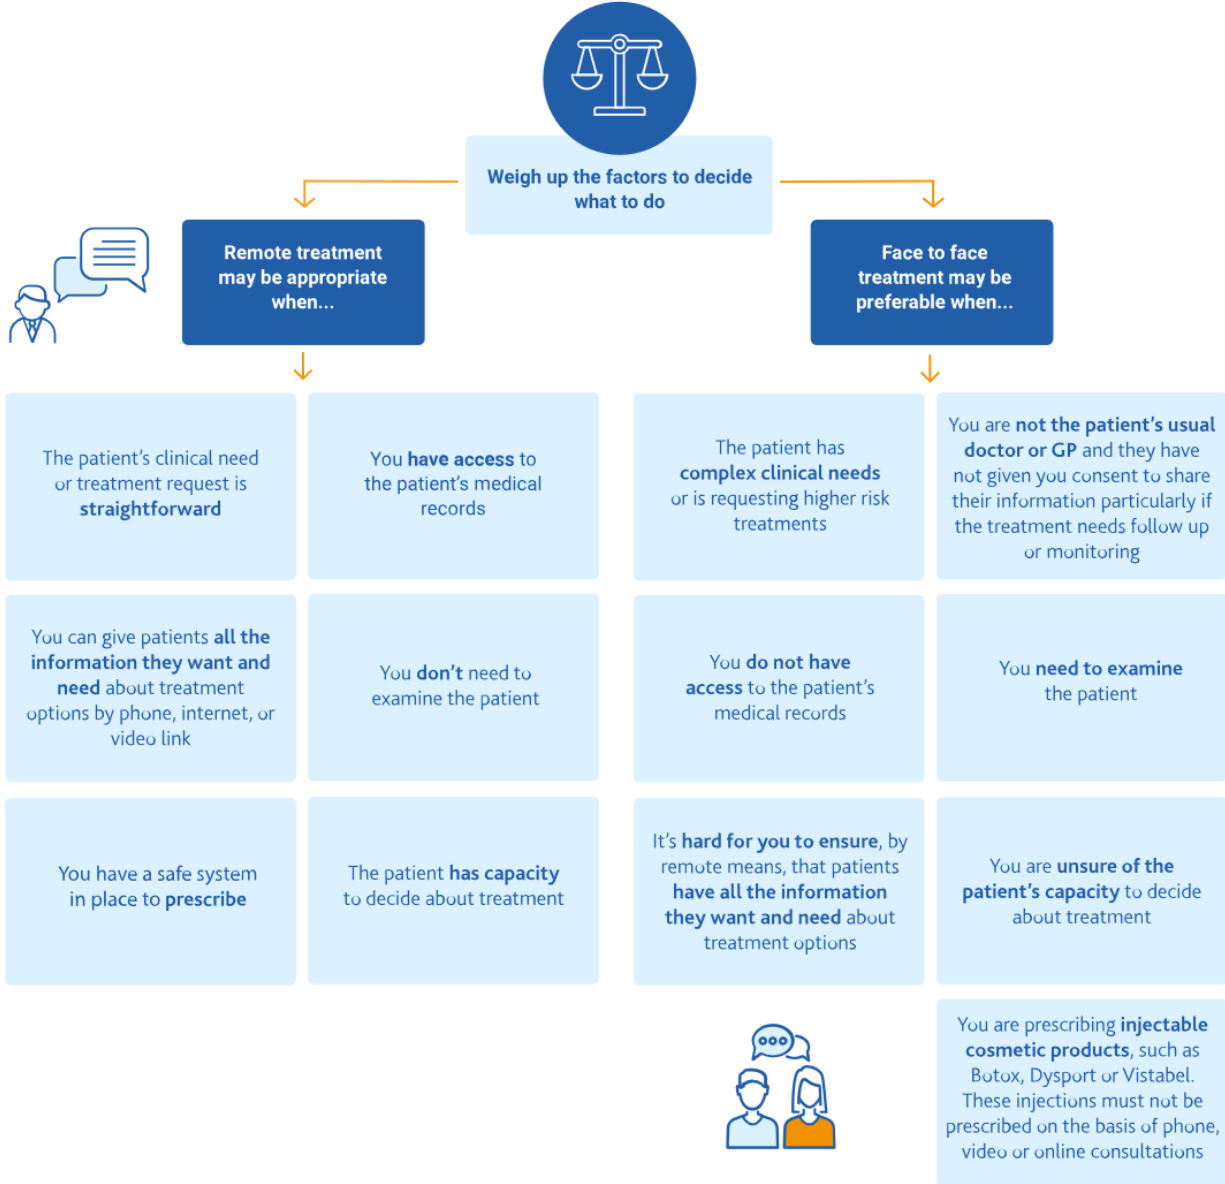 Weigh up the factors to decide
what to do
Remote treatment
may be appropriate
when...
Face to face
treatment may be
preferable when...
The patient's clinical need
or treatment request is
straightforward
You have access to
the patient's medical
records
The patient has
complex clinical needs
or is requesting higher risk
treatments
You are not the patient's usual
doctor or GP and they have
not given you consent to share
their information particularly if
the treatment needs follow up
or monitoring
You can give patients all the
information they want and
need about treatment
options by phone, internet, or
video link
You don't need to
examine the patient
You do not have
access to the patient's
medical records
You need to examine
the patient
You have a safe system
in place to prescribe
The patient has capacity
to decide about treatment
It's hard for you to ensure, by
remote means, that patients
have all the information
they want and need about
treatment options
You are unsure of the
patient's capacity to decide
about treatment
You are prescribing injectable
cosmetic products, such as
Botox, Dysport or Vistabel.
These injections must not be
prescribed on the basis of phone,
video or online consultations